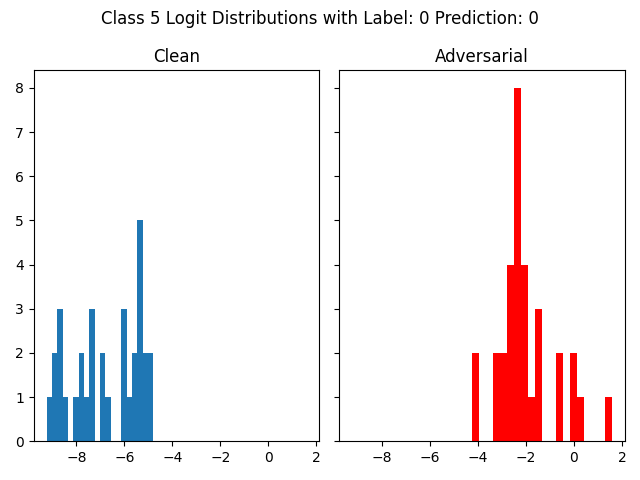 Class 5 Logit Distributions with Label: 0 Prediction: 0
Clean
Adversarial
8
7
6
5
4
3
2
1
0
−8 −6 −4 −2 0 2
−8 −6 −4 −2 0 2